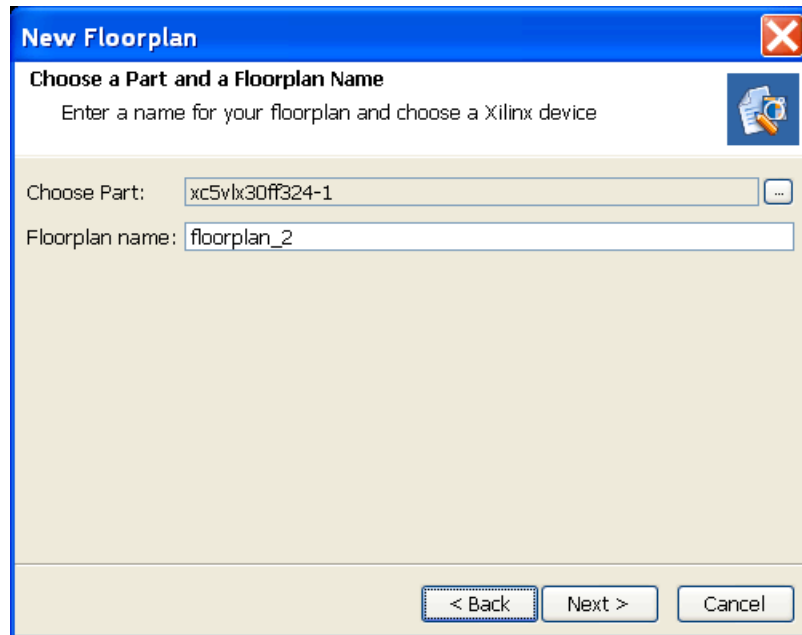 New Floorplan
Choose a Part and a Floorplan Name
Enter a name for your floorplan and choose a Xilinx device
Choose Part: xc5vlx30ff324-1 ...
Floorplan name: floorplan_2
< Back Next > Cancel